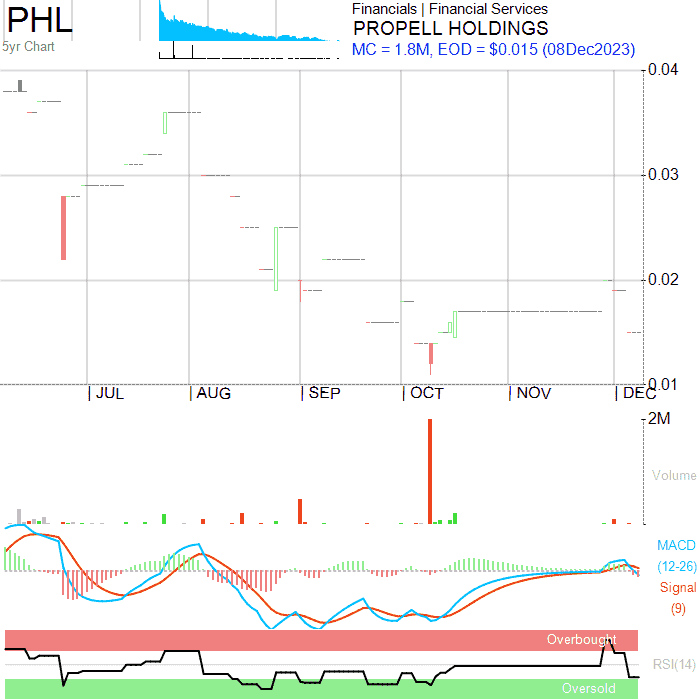 PHL
Financials | Financial Services
PROPELL HOLDINGS
5yr Chart
MC = 1.8M, EOD = $0.015 (08Dec2023)
0.04
0.03
0.02
0.01
JUL
AUG
SEP
OCT
NOV
DEC
2M
Volume
MACD
(12-26)
Signal
(9)
Overbought
RSI(14)
Oversold